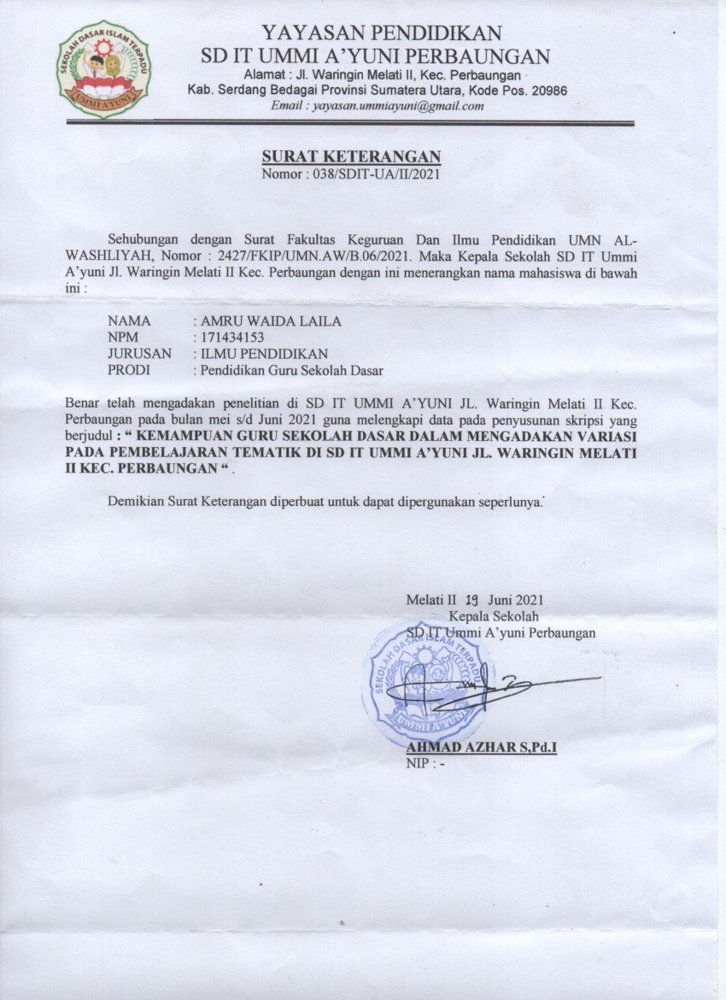 SEKOLAH DASAR ISLAM TERPADU
UMMI A'YUNI
YAYASAN PENDIDIKAN
SD IT UMMI A'YUNI PERBAUNGAN
Alamat : Jl. Waringin Melati II, Kec. Perbaungan
Kab. Serdang Bedagai Provinsi Sumatera Utara, Kode Pos. 20986
Email : yayasan.ummiayuni@gmail.com
SURAT KETERANGAN
Nomor : 038/SDIT-UA/II/2021
Sehubungan dengan Surat Fakultas Keguruan Dan Ilmu Pendidikan UMN AL-
WASHLIYAH, Nomor : 2427/FKIP/UMN.AW/B.06/2021. Maka Kepala Sekolah SD IT Ummi
A'yuni Jl. Waringin Melati II Kec. Perbaungan dengan ini menerangkan nama mahasiswa di bawah
ini :
NAMA : AMRU WAIDA LAILA
NPM : 171434153
JURUSAN : ILMU PENDIDIKAN
PRODI : Pendidikan Guru Sekolah Dasar
Benar telah mengadakan penelitian di SD IT UMMI A'YUNI JL. Waringin Melati II Kec.
Perbaungan pada bulan mei s/d Juni 2021 guna melengkapi data pada penyusunan skripsi yang
berjudul : “ KEMAMPUAN GURU SEKOLAH DASAR DALAM MENGADAKAN VARIASI
PADA PEMBELAJARAN TEMATIK DI SD IT UMMI A'YUNI JL. WARINGIN MELATI
II KEC. PERBAUNGAN “ .
Demikian Surat Keterangan diperbuat untuk dapat dipergunakan seperlunya.
Melati II 19 Juni 2021
Kepala Sekolah
SD IT Ummi A'yuni Perbaungan
SEKOLAH DASAR ISLAM TERPADU
UMMI A'YUNI
AHMAD AZHAR S,Pd.I
NIP : -